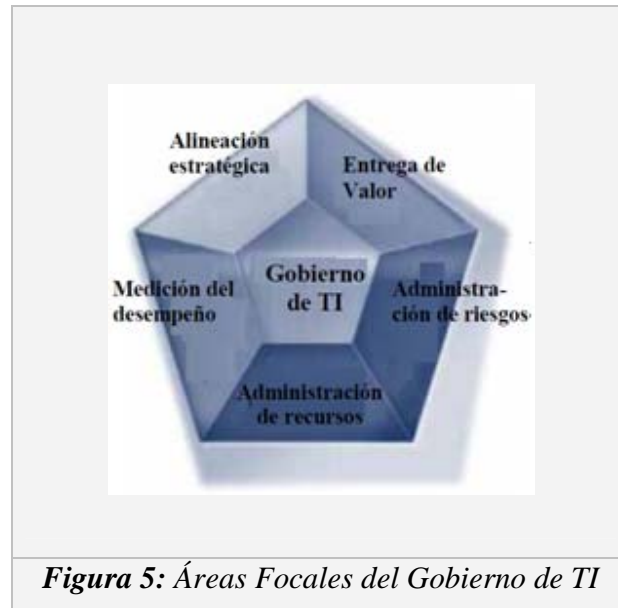 Alineación
estratégica
Entrega de
Valor
Gobierno
de TI
Medición del
desempeño
Administra-
ción de riesgos
Administración
de recursos
Figura 5: Áreas Focales del Gobierno de TI